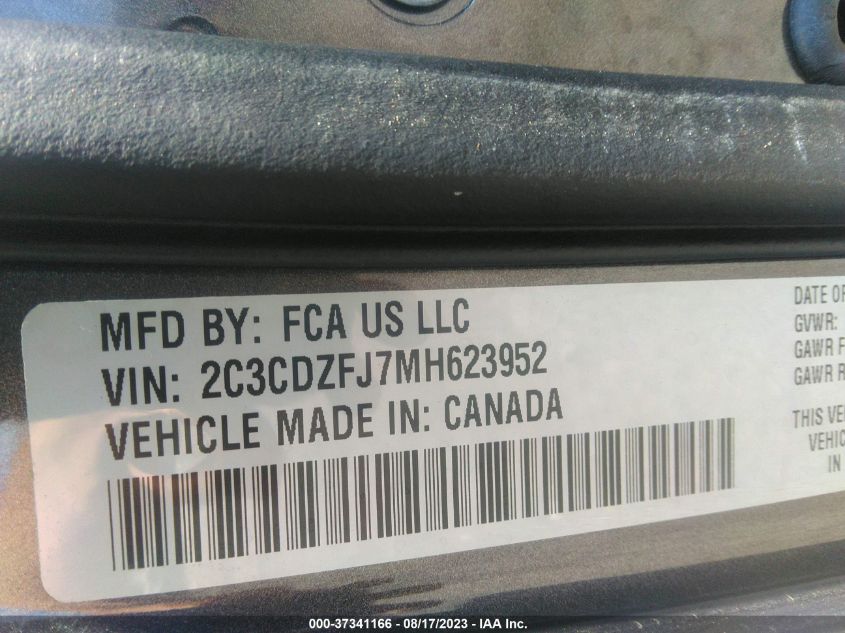 MFD BY: FCA US LLC
VIN: 2C3CDZFJ7MH623952
VEHICLE MADE IN: CANADA
DATE OF
GVWR:
GAWR F
GAWR R
THIS VE
VEHIC
IN
000-37341166 - 08/17/2023 - IAA Inc.